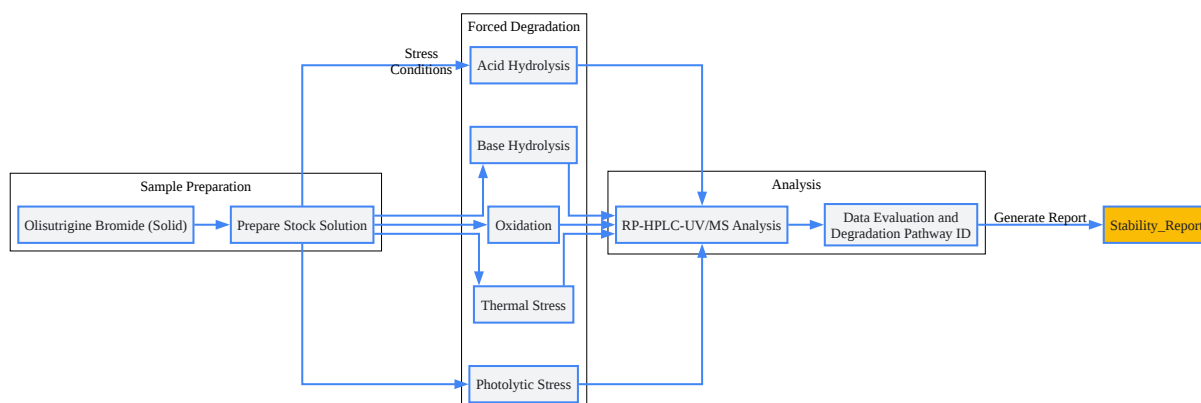 Forced Degradation
Stress
Conditions
Acid Hydrolysis
Base Hydrolysis
Sample Preparation
Analysis
Olisutrigine Bromide (Solid)
Prepare Stock Solution
Oxidation
RP-HPLC-UV/MS Analysis
Data Evaluation and
Degradation Pathway ID
Generate Report
Stability_Report
Thermal Stress
Photolytic Stress